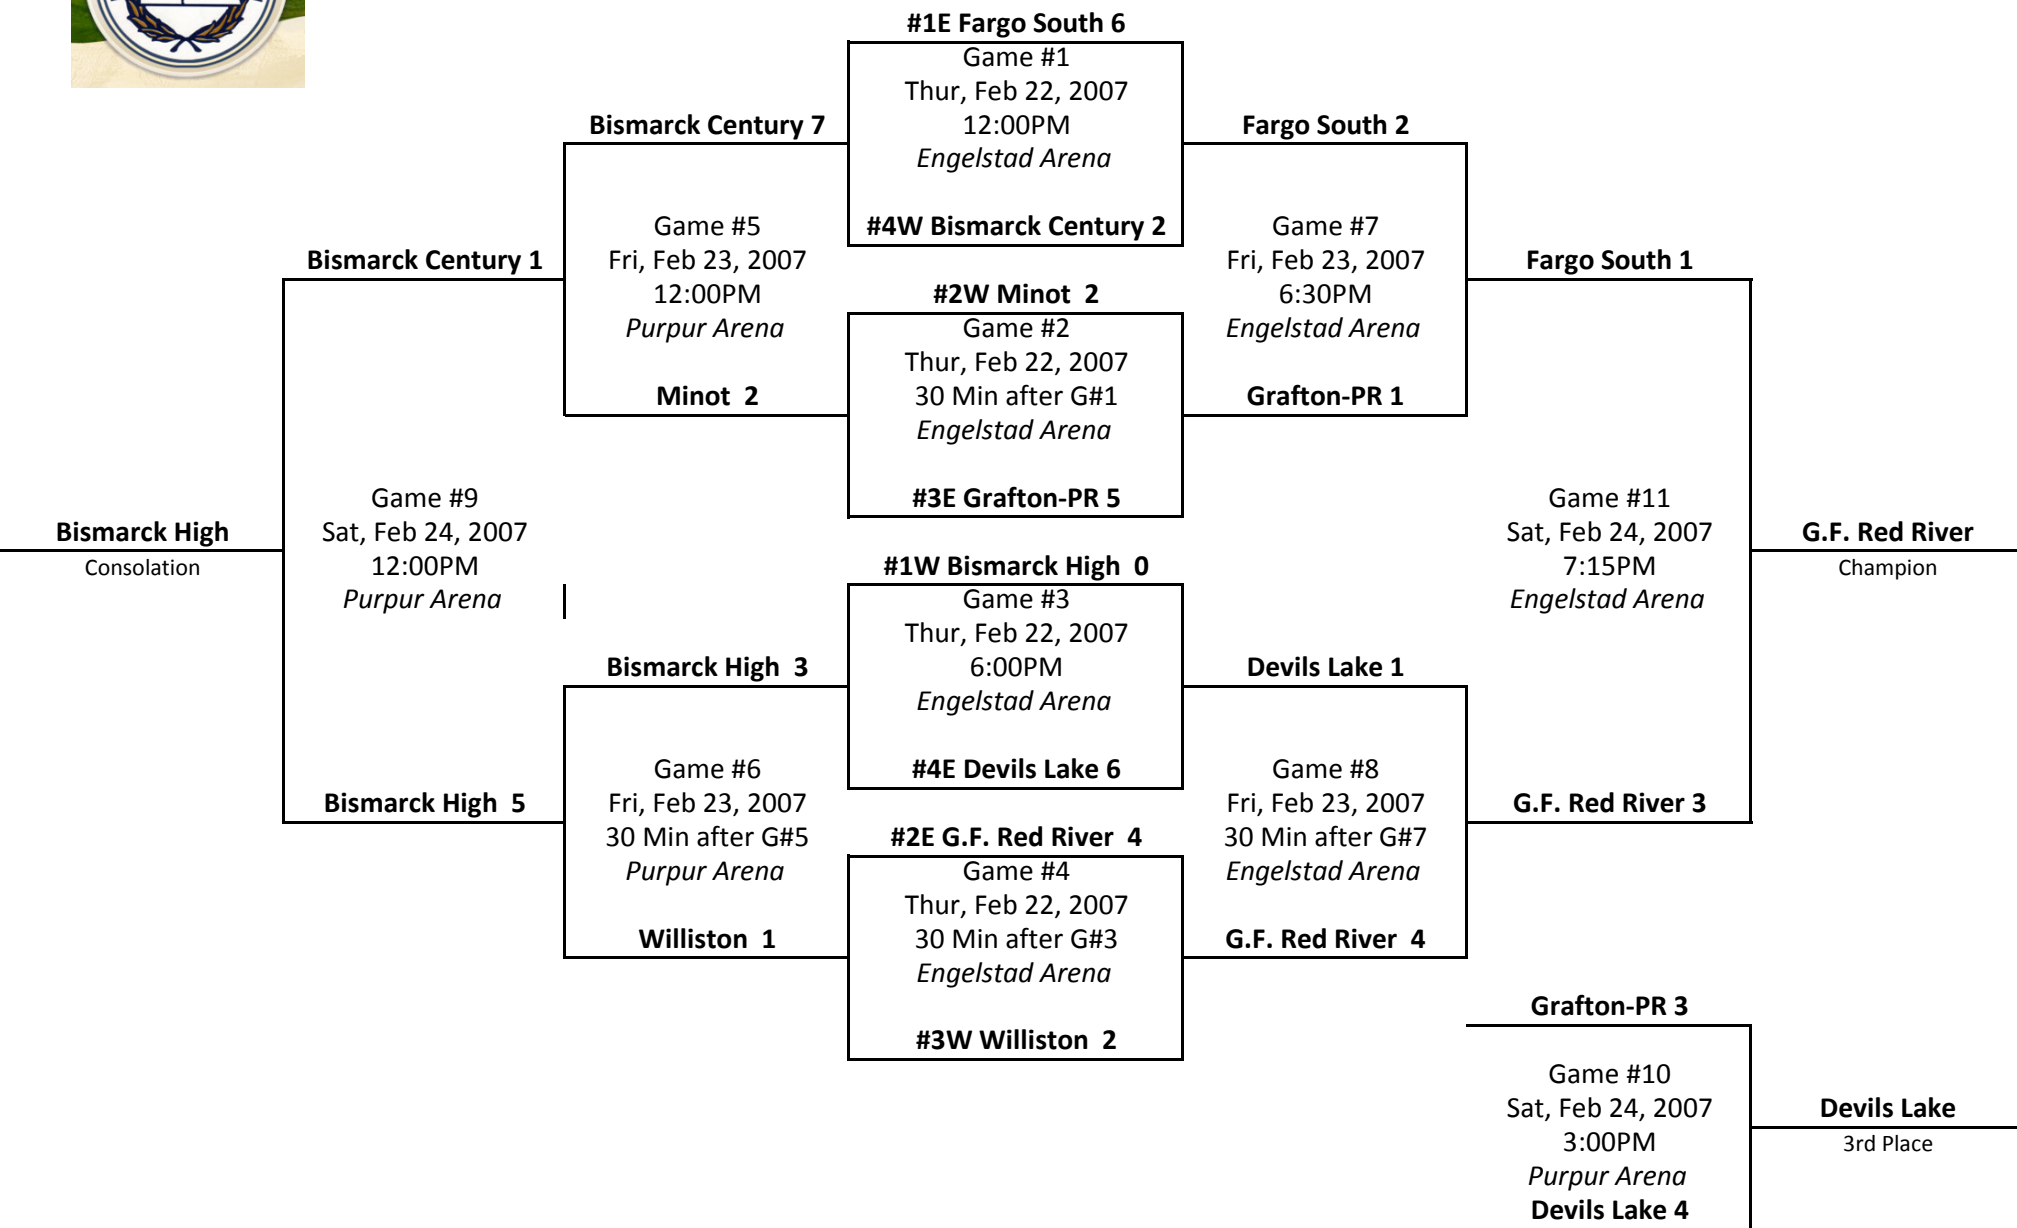 #1E Fargo South 6
Game #1
Thur, Feb 22, 2007
12:00PM
Engelstad Arena
#4W Bismarck Century 2
#2W Minot  2
Game #2
Thur, Feb 22, 2007
30 Min after G#1
Engelstad Arena
#3E Grafton-PR 5
#1W Bismarck High  0
Game #3
Thur, Feb 22, 2007
6:00PM
Engelstad Arena
#4E Devils Lake 6
#2E G.F. Red River  4
Game #4
Thur, Feb 22, 2007
30 Min after G#3
Engelstad Arena
#3W Williston  2
Bismarck Century 7
Game #5
Fri, Feb 23, 2007
12:00PM
Purpur Arena
Minot  2
Bismarck High  3
Game #6
Fri, Feb 23, 2007
30 Min after G#5
Purpur Arena
Williston  1
Bismarck Century 1
Game #9
Sat, Feb 24, 2007
12:00PM
Purpur Arena
Bismarck High  5
Bismarck High
Consolation
Fargo South 2
Game #7
Fri, Feb 23, 2007
6:30PM
Engelstad Arena
Grafton-PR 1
Devils Lake 1
Game #8
Fri, Feb 23, 2007
30 Min after G#7
Engelstad Arena
G.F. Red River  4
Fargo South 1
Game #11
Sat, Feb 24, 2007
7:15PM
Engelstad Arena
G.F. Red River 3
G.F. Red River
Champion
Grafton-PR 3
Game #10
Sat, Feb 24, 2007
3:00PM
Purpur Arena
Devils Lake 4
Devils Lake
3rd Place